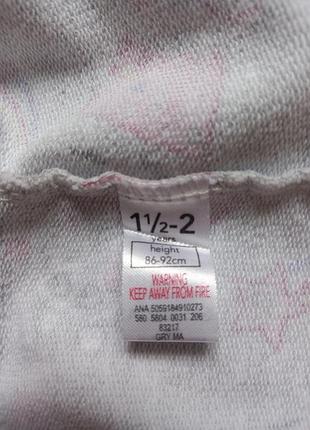 1½-2
years
height
86-92cm
WARNING
KEEP AWAY FROM FIRE
ANA 5059184910273
580 5804 0031 206
83217
GRY MA